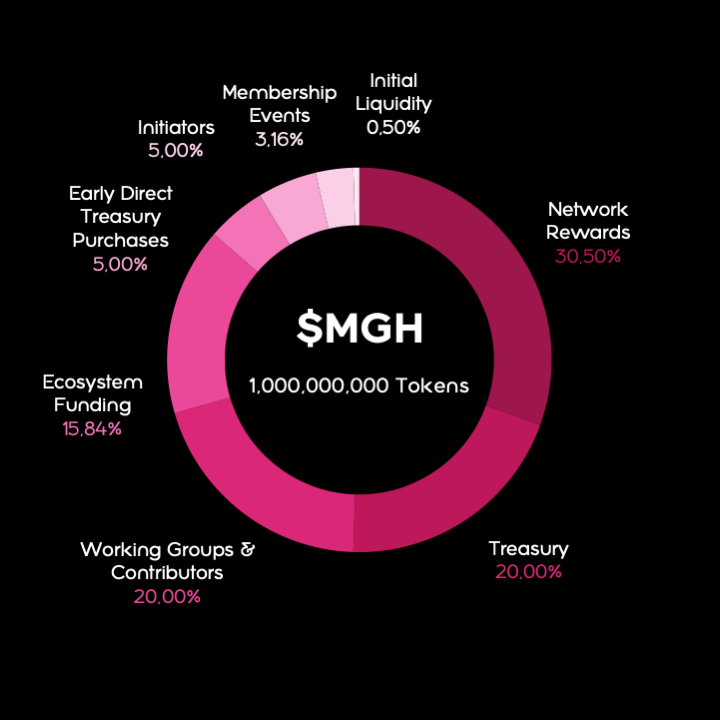 Initial
Liquidity
0,50%
Membership
Events
3,16%
Initiators
5,00%
Early Direct
Treasury
Purchases
5,00%
Network
Rewards
30,50%
$MGH
1,000,000,000 Tokens
Ecosystem
Funding
15,84%
Working Groups &
Contributors
20,00%
Treasury
20,00%